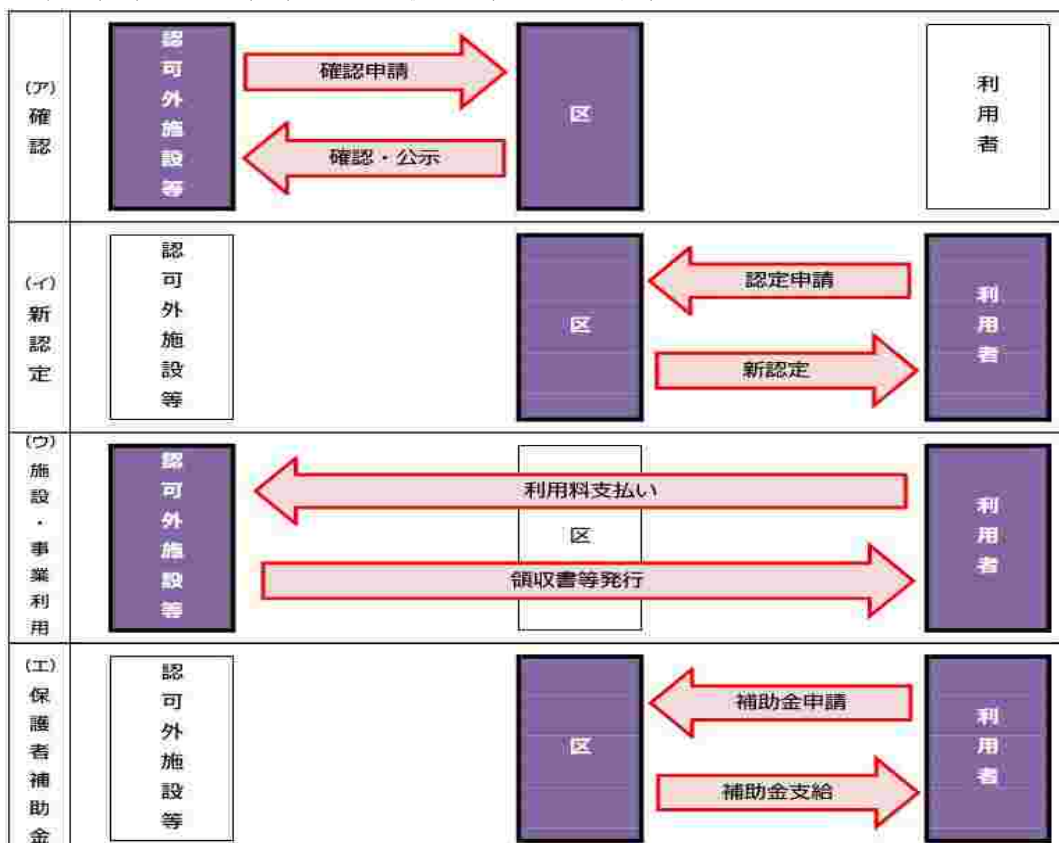 (ア)確認
認可外施設等
確認申請
確認・公示
区
利用者
(イ)新認定
認可外施設等
区
認定申請
新認定
利用者
(ウ)施設・事業利用
認可外施設等
利用料支払い
区
領収書等発行
利用者
(エ)保護者補助金
認可外施設等
区
補助金申請
補助金支給
利用者